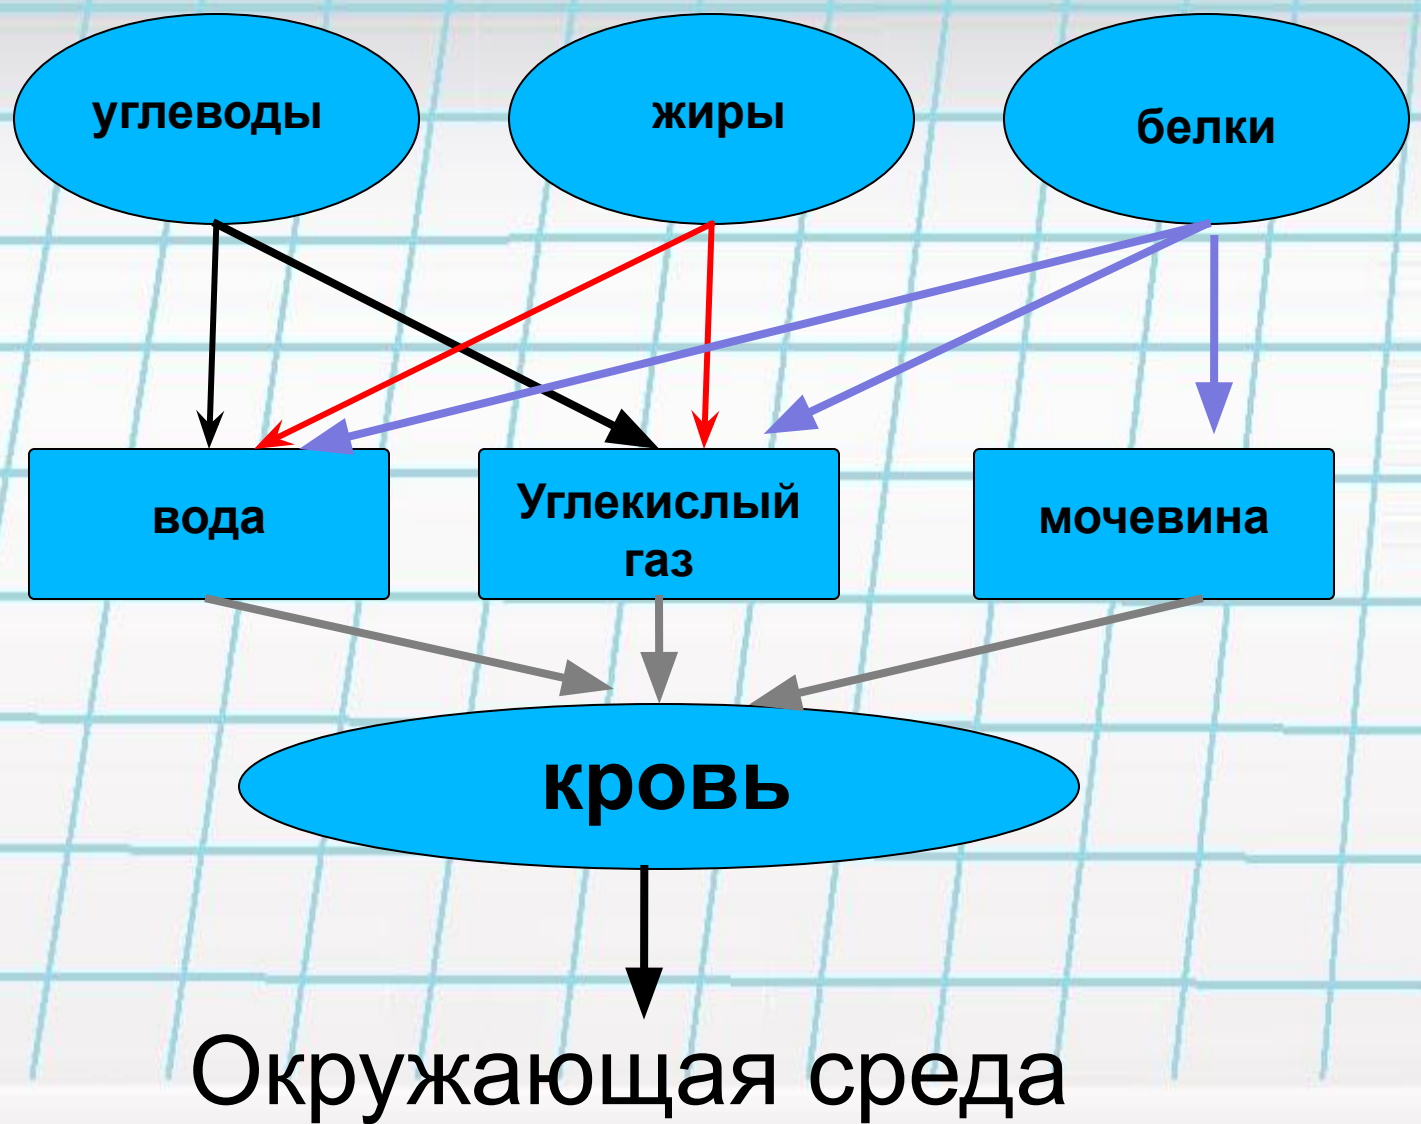 углеводы
жиры
белки
вода
Углекислый
газ
мочевина
кровь
Окружающая среда